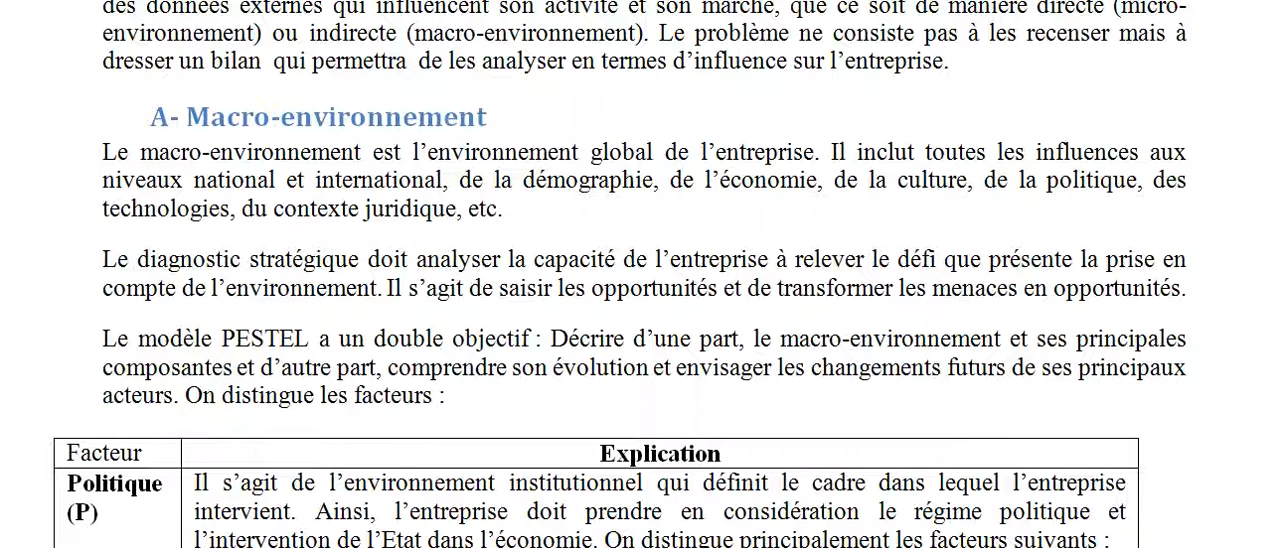 des données externes qui influencent son activité et son marché, que ce soit de manière directe (micro-
environnement) ou indirecte (macro-environnement). Le problème ne consiste pas à les recenser mais à
dresser un bilan qui permettra de les analyser en termes d’influence sur l’entreprise.
A- Macro-environnement
Le macro-environnement est l’environnement global de l’entreprise. Il inclut toutes les influences aux
niveaux national et international, de la démographie, de l’économie, de la culture, de la politique, des
technologies, du contexte juridique, etc.
Le diagnostic stratégique doit analyser la capacité de l’entreprise à relever le défi que présente la prise en
compte de l’environnement. Il s’agit de saisir les opportunités et de transformer les menaces en opportunités.
Le modèle PESTEL a un double objectif : Décrire d’une part, le macro-environnement et ses principales
composantes et d’autre part, comprendre son évolution et envisager les changements futurs de ses principaux
acteurs. On distingue les facteurs :
Facteur Explication
Politique Il s’agit de l’environnement institutionnel qui définit le cadre dans lequel l’entreprise
(P) intervient. Ainsi, l’entreprise doit prendre en considération le régime politique et
l’intervention de l’Etat dans l’économie. On distingue principalement les facteurs suivants :